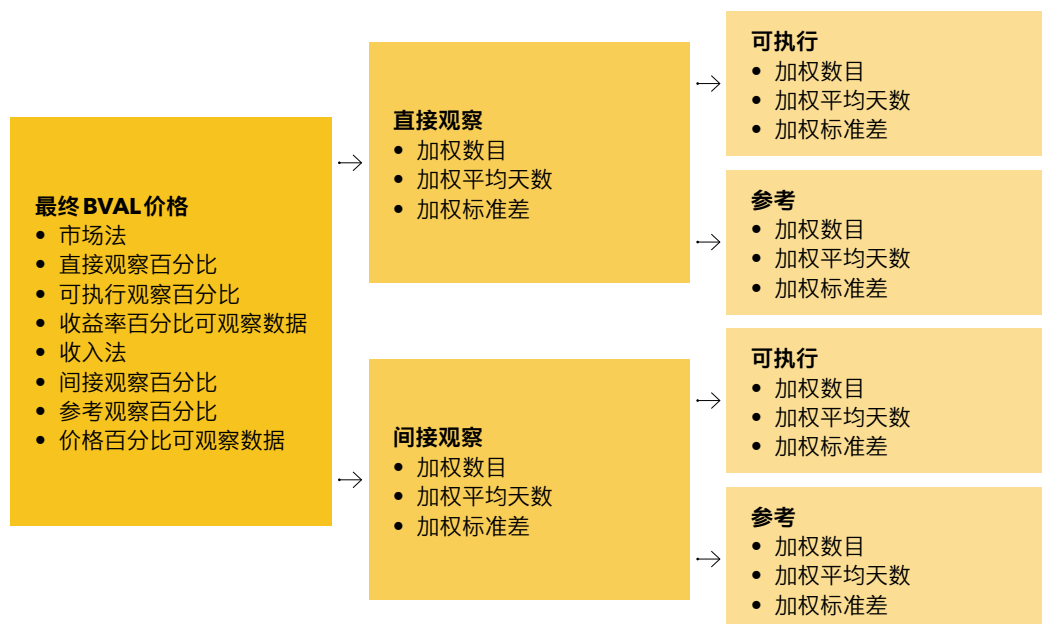 最终BVAL价格
• 市场法
• 直接观察百分比
• 可执行观察百分比
• 收益率百分比可观察数据
• 收入法
• 间接观察百分比
• 参考观察百分比
• 价格百分比可观察数据
直接观察
• 加权数目
• 加权平均天数
• 加权标准差
可执行
• 加权数目
• 加权平均天数
• 加权标准差
参考
• 加权数目
• 加权平均天数
• 加权标准差
间接观察
• 加权数目
• 加权平均天数
• 加权标准差
可执行
• 加权数目
• 加权平均天数
• 加权标准差
参考
• 加权数目
• 加权平均天数
• 加权标准差